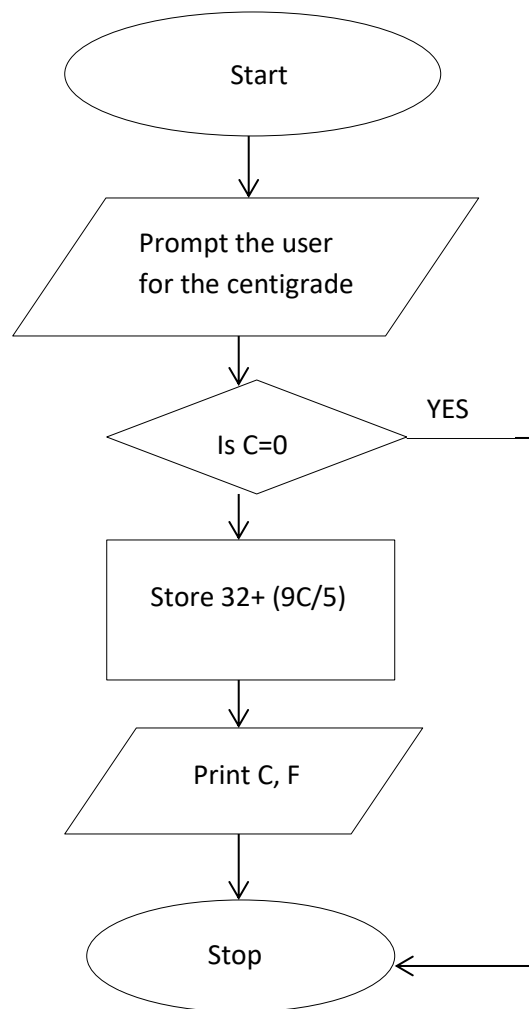 Start
Prompt the user
for the centigrade
YES
Is C=0
Store 32+ (9C/5)
Print C, F
Stop